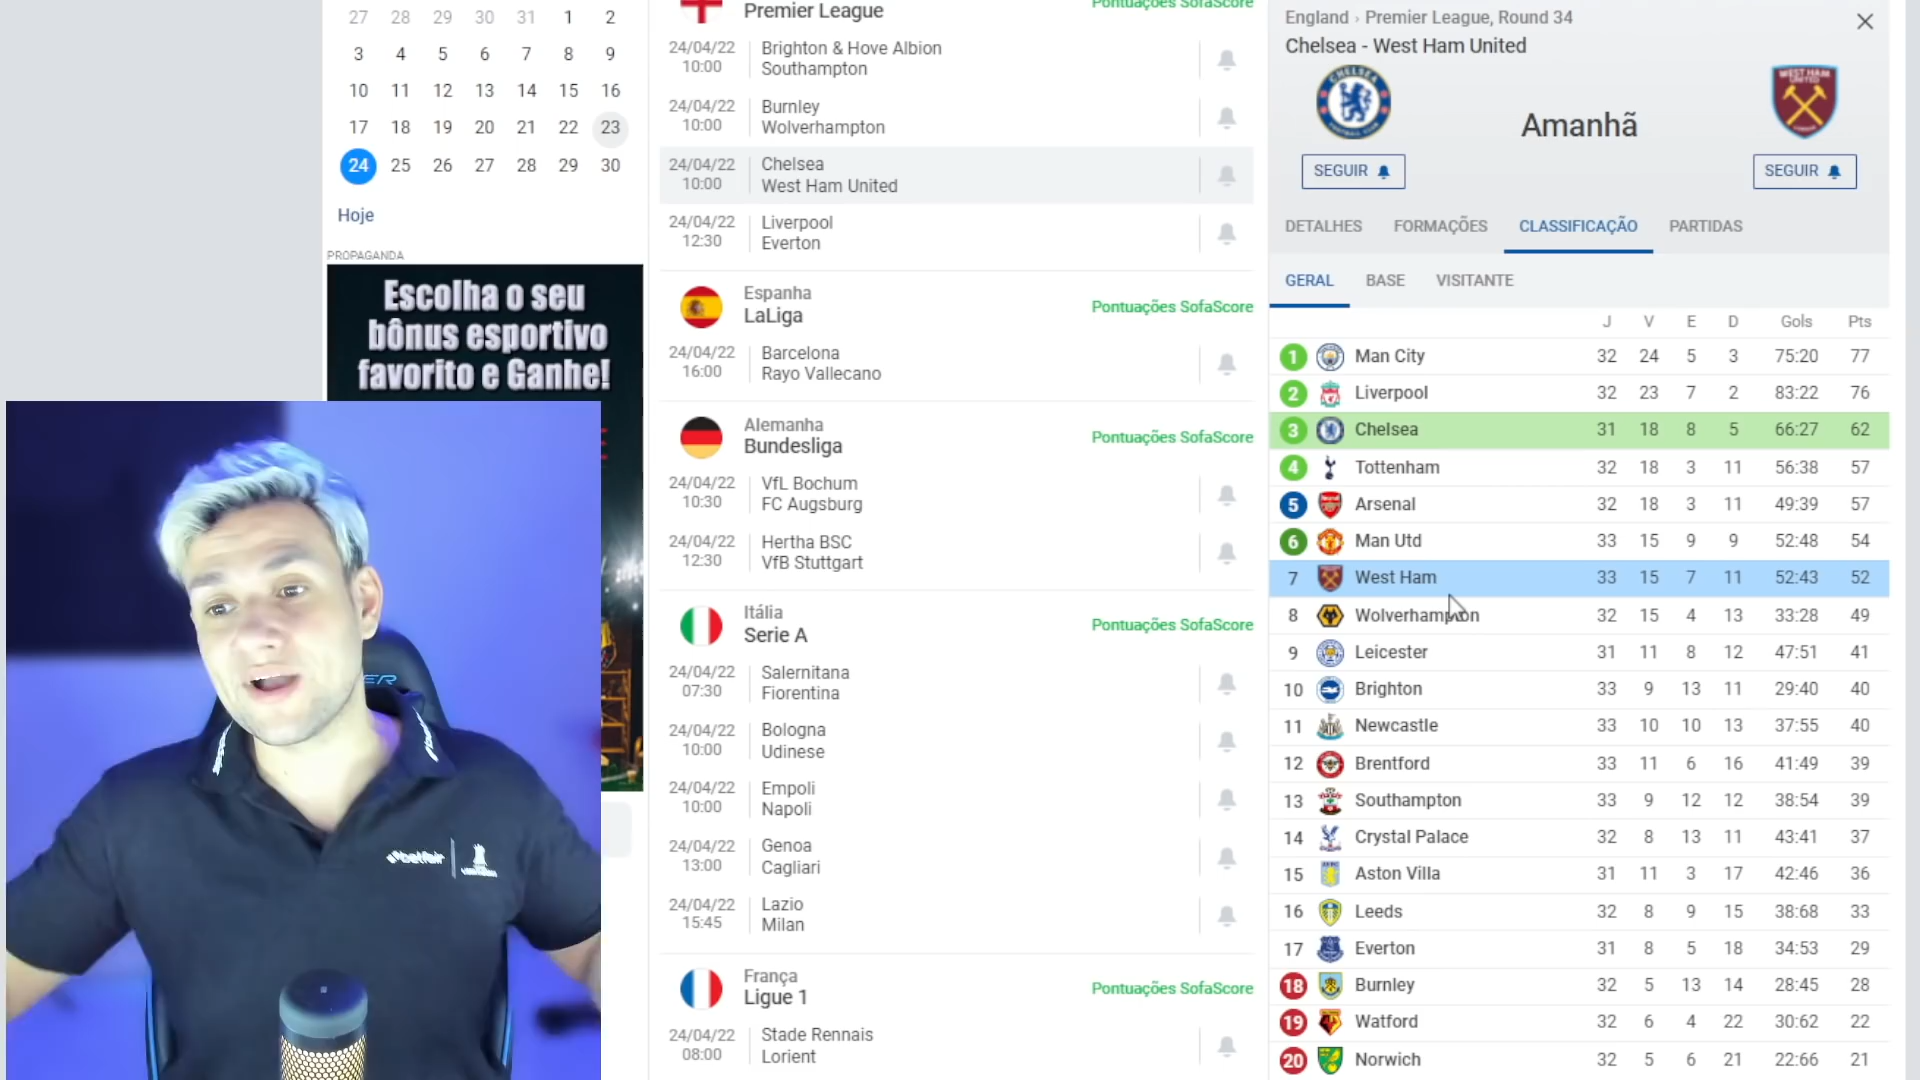 27 28 29 30 31 1 2
3 4 5 6 7 8 9
10 11 12 13 14 15 16
17 18 19 20 21 22 23
24 25 26 27 28 29 30
Hoje
PROPAGANDA
Escolha o seu
bônus esportivo
favorito e Ganhe!
betfair
Premier League
Pontuações SofaScore
24/04/22 Brighton & Hove Albion
10:00 Southampton
24/04/22 Burnley
10:00 Wolverhampton
24/04/22 Chelsea
10:00 West Ham United
24/04/22 Liverpool
12:30 Everton
Espanha
LaLiga
Pontuações SofaScore
24/04/22 Barcelona
16:00 Rayo Vallecano
Alemanha
Bundesliga
Pontuações SofaScore
24/04/22 VfL Bochum
10:30 FC Augsburg
24/04/22 Hertha BSC
12:30 VfB Stuttgart
Itália
Serie A
Pontuações SofaScore
24/04/22 Salernitana
07:30 Fiorentina
24/04/22 Bologna
10:00 Udinese
24/04/22 Empoli
10:00 Napoli
24/04/22 Genoa
13:00 Cagliari
24/04/22 Lazio
15:45 Milan
França
Ligue 1
Pontuações SofaScore
24/04/22 Stade Rennais
08:00 Lorient
England › Premier League, Round 34
Chelsea - West Ham United
WEST HAM
Amanhã
SEGUIR SEGUIR
DETALHES FORMAÇÕES CLASSIFICAÇÃO PARTIDAS
GERAL BASE VISITANTE
J V E D Gols Pts
1 Man City 32 24 5 3 75:20 77
2 Liverpool 32 23 7 2 83:22 76
3 Chelsea 31 18 8 5 66:27 62
4 Tottenham 32 18 3 11 56:38 57
5 Arsenal 32 18 3 11 49:39 57
6 Man Utd 33 15 9 9 52:48 54
7 West Ham 33 15 7 11 52:43 52
8 Wolverhampton 32 15 4 13 33:28 49
9 Leicester 31 11 8 12 47:51 41
10 Brighton 33 9 13 11 29:40 40
11 Newcastle 33 10 10 13 37:55 40
12 Brentford 33 11 6 16 41:49 39
13 Southampton 33 9 12 12 38:54 39
14 Crystal Palace 32 8 13 11 43:41 37
15 Aston Villa 31 11 3 17 42:46 36
16 Leeds 32 8 9 15 38:68 33
17 Everton 31 8 5 18 34:53 29
18 Burnley 32 5 13 14 28:45 28
19 Watford 32 6 4 22 30:62 22
20 Norwich 32 5 6 21 22:66 21